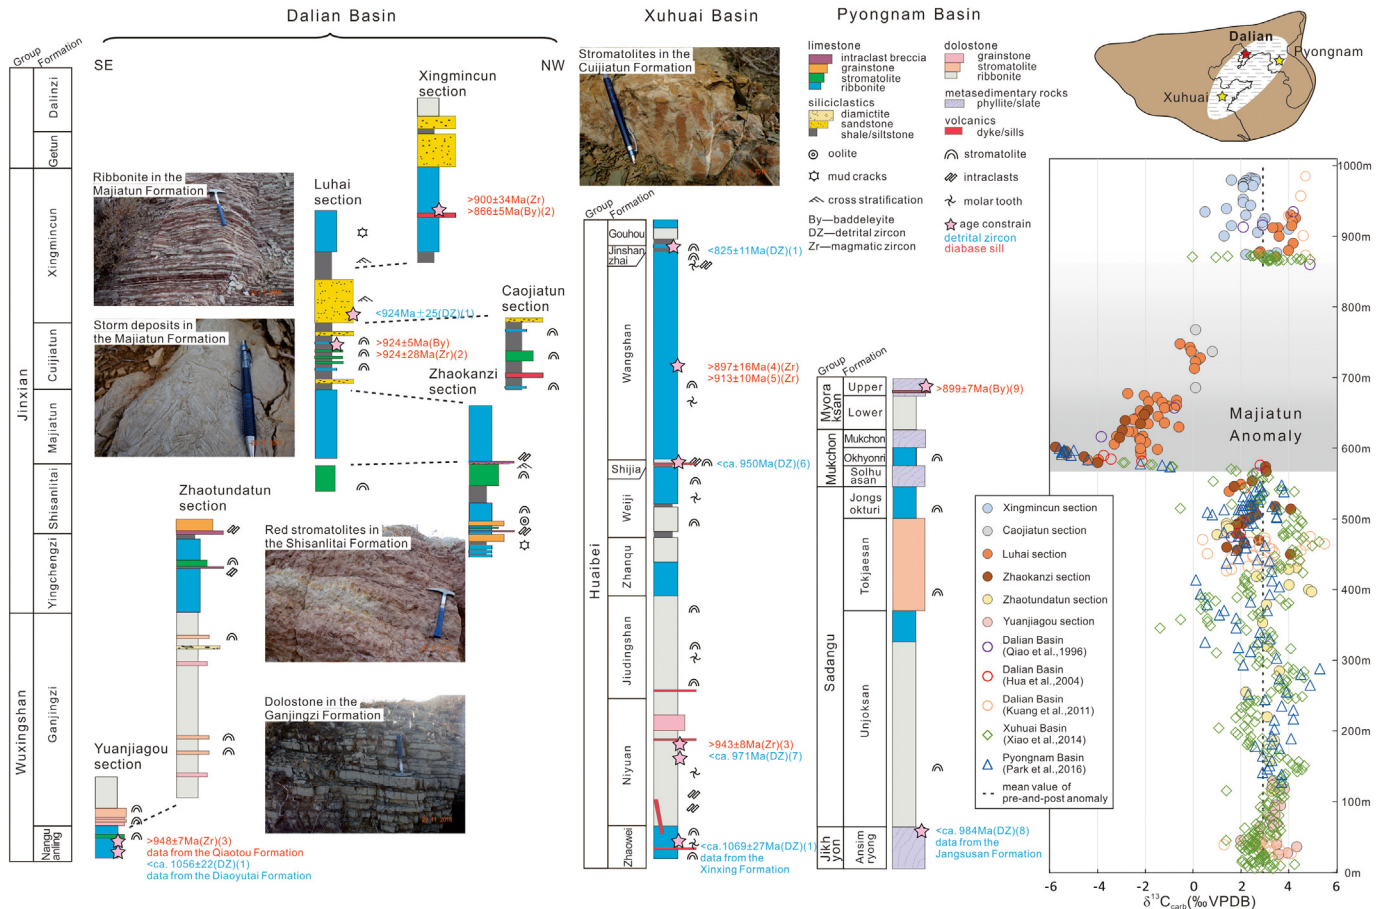 Dalian Basin
Xuhuai Basin
Pyongnam Basin
Group
Formation
SE
NW
Jinxian
Wuxingshan
Dalinzi
Getun
Xingmincun
Cuijiatun
Majiatun
Shisanlitai
Yingchengzi
Ganjingzi
Nangu
anling
Xingmincun
section
>900±34Ma(Zr)
>866±5Ma(By)(2)
Ribbonite in the
Majiatun Formation
Luhai
section
<924Ma±25(DZ)(1)
>924±5Ma(By)
>924±28Ma(Zr)(2)
Storm deposits in
the Majiatun Formation
Caojiatun
section
Zhaokanzi
section
Zhaotundatun
section
Red stromatolites in
the Shisanlitai Formation
Dolostone in the
Ganjingzi Formation
Yuanjiagou
section
>948±7Ma(Zr)(3)
data from the Qiaotou Formation
<ca. 1056±22(DZ)(1)
data from the Diaoyutai Formation
Stromatolites in the
Cuijiatun Formation
Group
Formation
Huaibei
Gouhou
Jinshan
zhai
Wangshan
Shijia
Weiji
Zhanqu
Jiudingshan
Niyuan
Zhaowei
<825±11Ma(DZ)(1)
>897±16Ma(4)(Zr)
>913±10Ma(5)(Zr)
<ca. 950Ma(DZ)(6)
>943±8Ma(Zr)(3)
<ca. 971Ma(DZ)(7)
<ca.1069±27Ma(DZ)(1)
data from the
Xinxing Formation
limestone
intraclast breccia
grainstone
stromatolite
ribbonite
siliciclastics
diamictite
sandstone
shale/siltstone
oolite
mud cracks
cross stratification
By—baddeleyite
DZ—detrital zircon
Zr—magmatic zircon
dolostone
grainstone
stromatolite
ribbonite
metasedimentary rocks
phyllite/slate
volcanics
dyke/sills
stromatolite
intraclasts
molar tooth
age constrain
detrital zircon
diabase sill
Group
Formation
Myora
ksan
Mukchon
Sadangu
Jikh
yon
Upper
Lower
Mukchon
Okhyonri
Solhu
asan
Jongs
okturi
Tokjaesan
Unjoksan
Ansim
ryong
>899±7Ma(By)(9)
<ca. 984Ma(DZ)(8)
data from the
Jangsusan Formation
Dalian
Pyongnam
Xuhuai
1000m
900m
800m
700m
600m
500m
400m
300m
200m
100m
0m
Majiatun
Anomaly
Xingmincun section
Caojiatun section
Luhai section
Zhaokanzi section
Zhaotundatun section
Yuanjiagou section
Dalian Basin
(Qiao et al.,1996)
Dalian Basin
(Hua et al.,2004)
Dalian Basin
(Kuang et al.,2011)
Xuhuai Basin
(Xiao et al.,2014)
Pyongnam Basin
(Park et al.,2016)
mean value of
pre-and-post anomaly
-6 -4 -2 0 2 4 6
δ13Ccarb(‰VPDB)